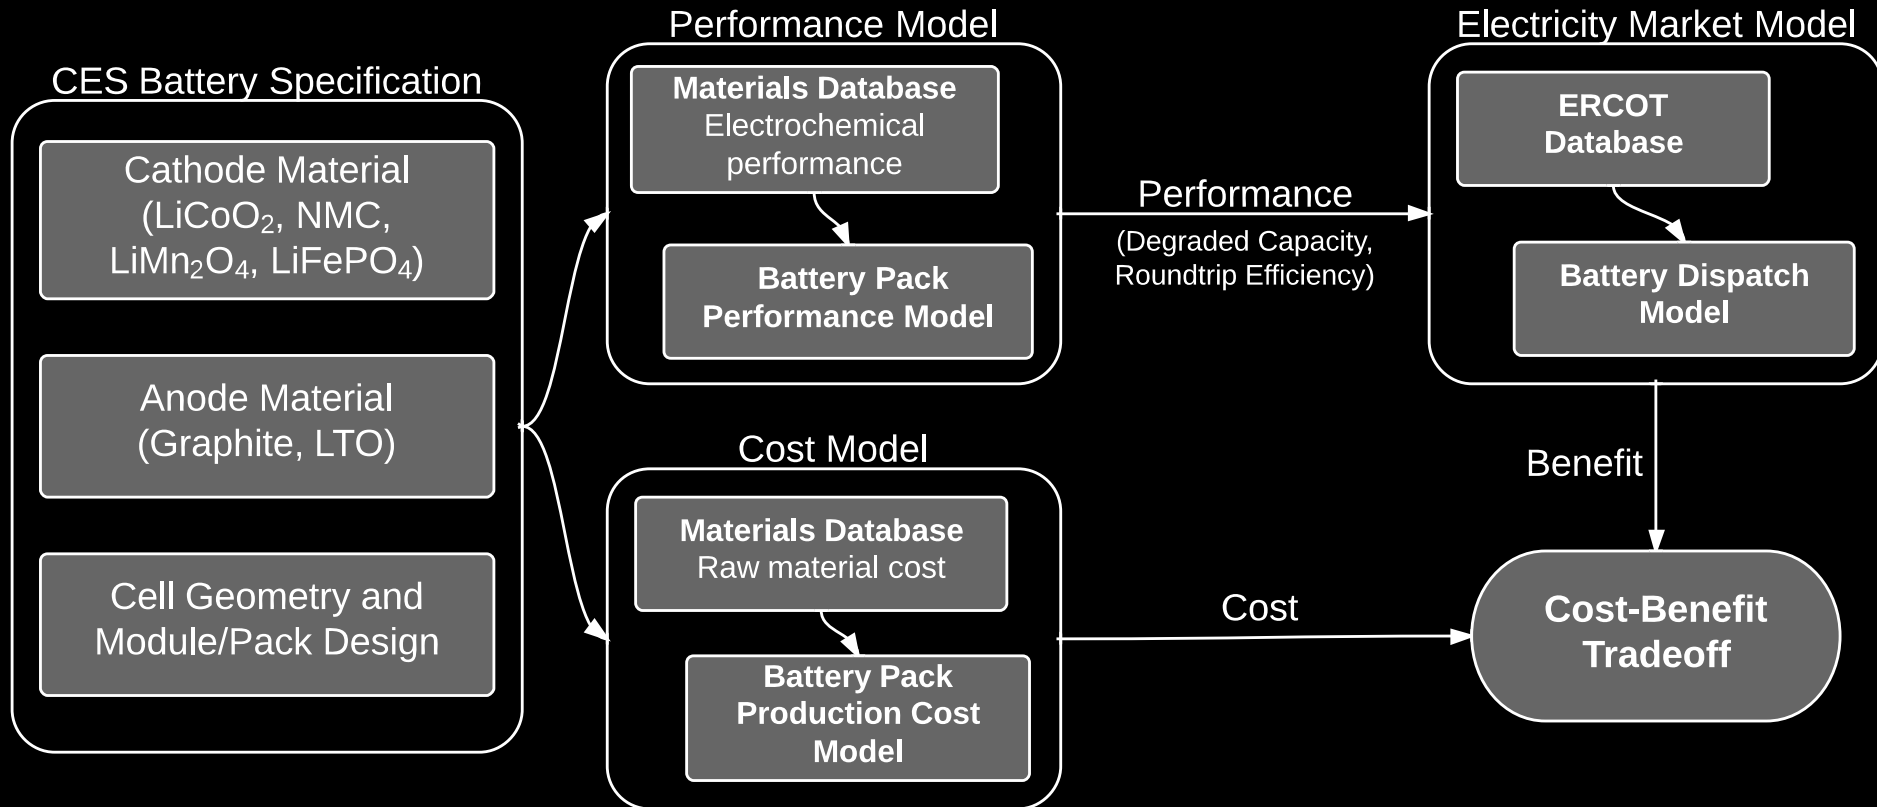 CES Battery Specification
Cathode Material
(LiCoO₂, NMC,
LiMn₂O₄, LiFePO₄)
Anode Material
(Graphite, LTO)
Cell Geometry and
Module/Pack Design
Performance Model
Materials Database
Electrochemical
performance
Battery Pack
Performance Model
Cost Model
Materials Database
Raw material cost
Battery Pack
Production Cost
Model
Performance
(Degraded Capacity,
Roundtrip Efficiency)
Cost
Electricity Market Model
ERCOT
Database
Battery Dispatch
Model
Benefit
Cost-Benefit
Tradeoff